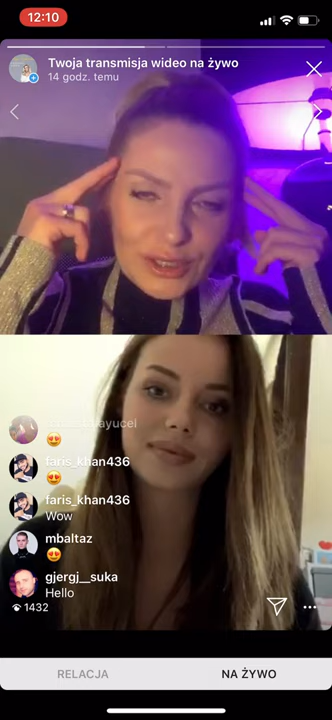 12:10
Twoja transmisja wideo na żywo
14 godz. temu
😍
faris_khan436
😍
faris_khan436
Wow
mbaltaz
😍
gjergj__suka
Hello
1432
RELACJA
NA ŻYWO